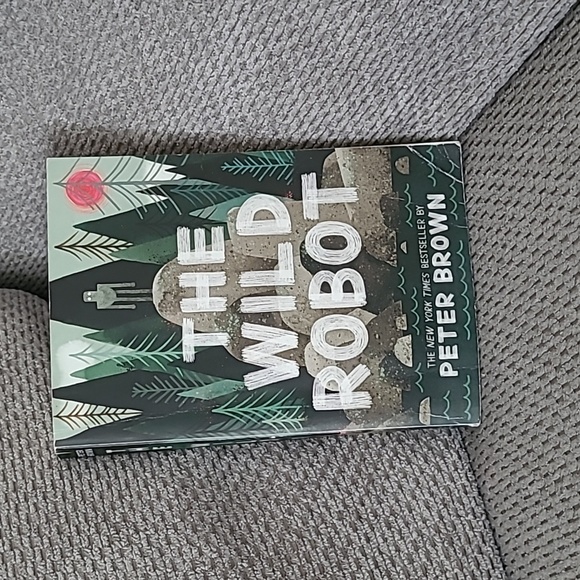 THE
WILD
ROBOT
THE NEW YORK TIMES BESTSELLER BY
PETER BROWN